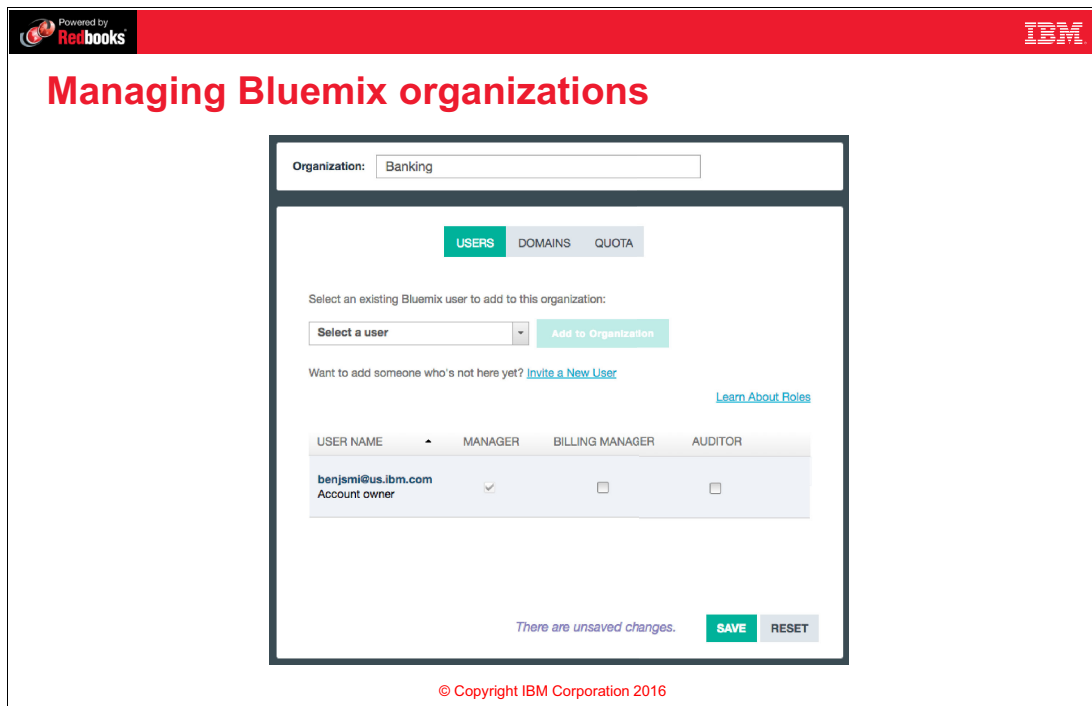 Powered by
Redbooks
IBM
Managing Bluemix organizations
Organization: Banking
USERS DOMAINS QUOTA
Select an existing Bluemix user to add to this organization:
Select a user Add to Organization
Want to add someone who's not here yet? Invite a New User
Learn About Roles
USER NAME MANAGER BILLING MANAGER AUDITOR
benjsmi@us.ibm.com
Account owner
There are unsaved changes. SAVE RESET
© Copyright IBM Corporation 2016